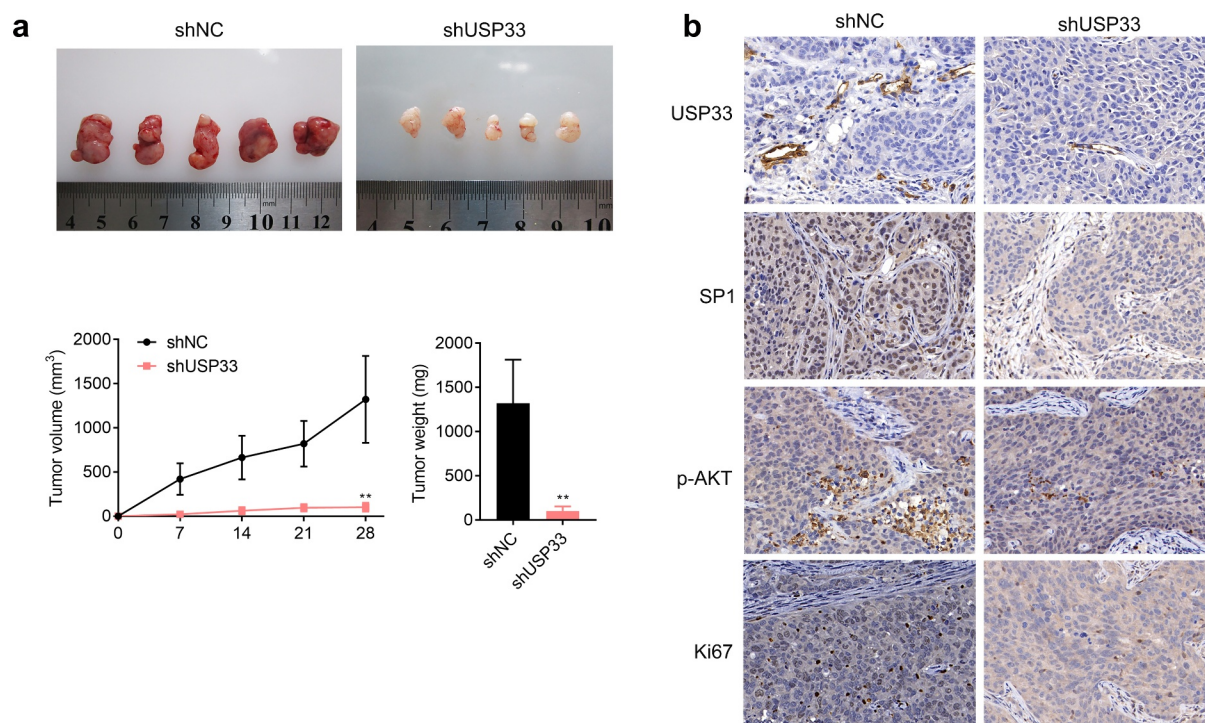 a
shNC
shUSP33
mm
4 5 6 7 8 9 10 11 12
mm
4 5 6 7 8 9 10
Tumor volume (mm³)
2000
1500
1000
500
0
shNC
shUSP33
**
0 7 14 21 28
Tumor weight (mg)
2000
1500
1000
500
0
**
shNC
shUSP33
b
shNC
shUSP33
USP33
SP1
p-AKT
Ki67